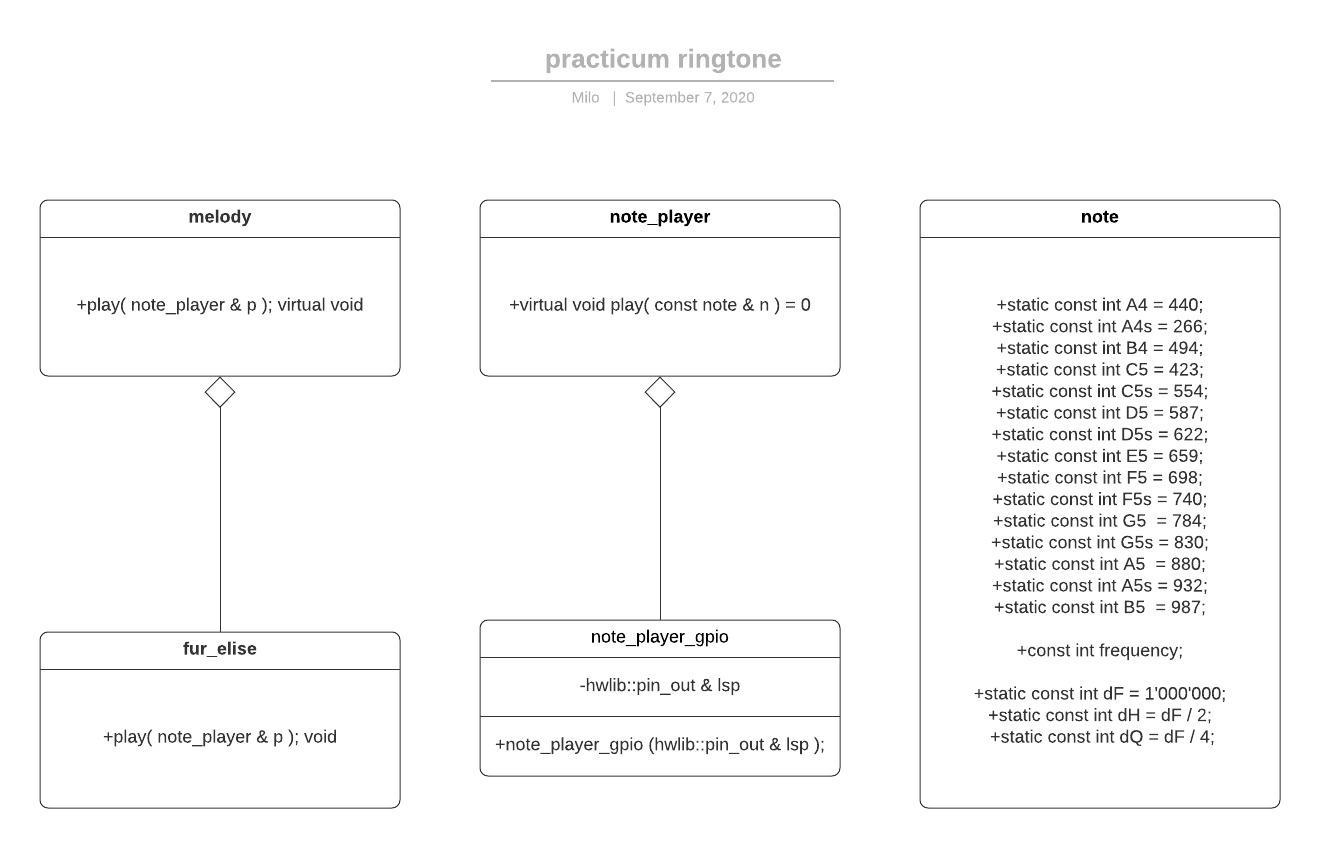 practicum ringtone
Milo | September 7, 2020
melody
+play( note_player & p ); virtual void
note_player
+virtual void play( const note & n ) = 0
note
+static const int A4 = 440;
+static const int A4s = 266;
+static const int B4 = 494;
+static const int C5 = 423;
+static const int C5s = 554;
+static const int D5 = 587;
+static const int D5s = 622;
+static const int E5 = 659;
+static const int F5 = 698;
+static const int F5s = 740;
+static const int G5  = 784;
+static const int G5s = 830;
+static const int A5  = 880;
+static const int A5s = 932;
+static const int B5  = 987;
+const int frequency;
+static const int dF = 1'000'000;
+static const int dH = dF / 2;
+static const int dQ = dF / 4;
fur_elise
+play( note_player & p ); void
note_player_gpio
-hwlib::pin_out & lsp
+note_player_gpio (hwlib::pin_out & lsp );